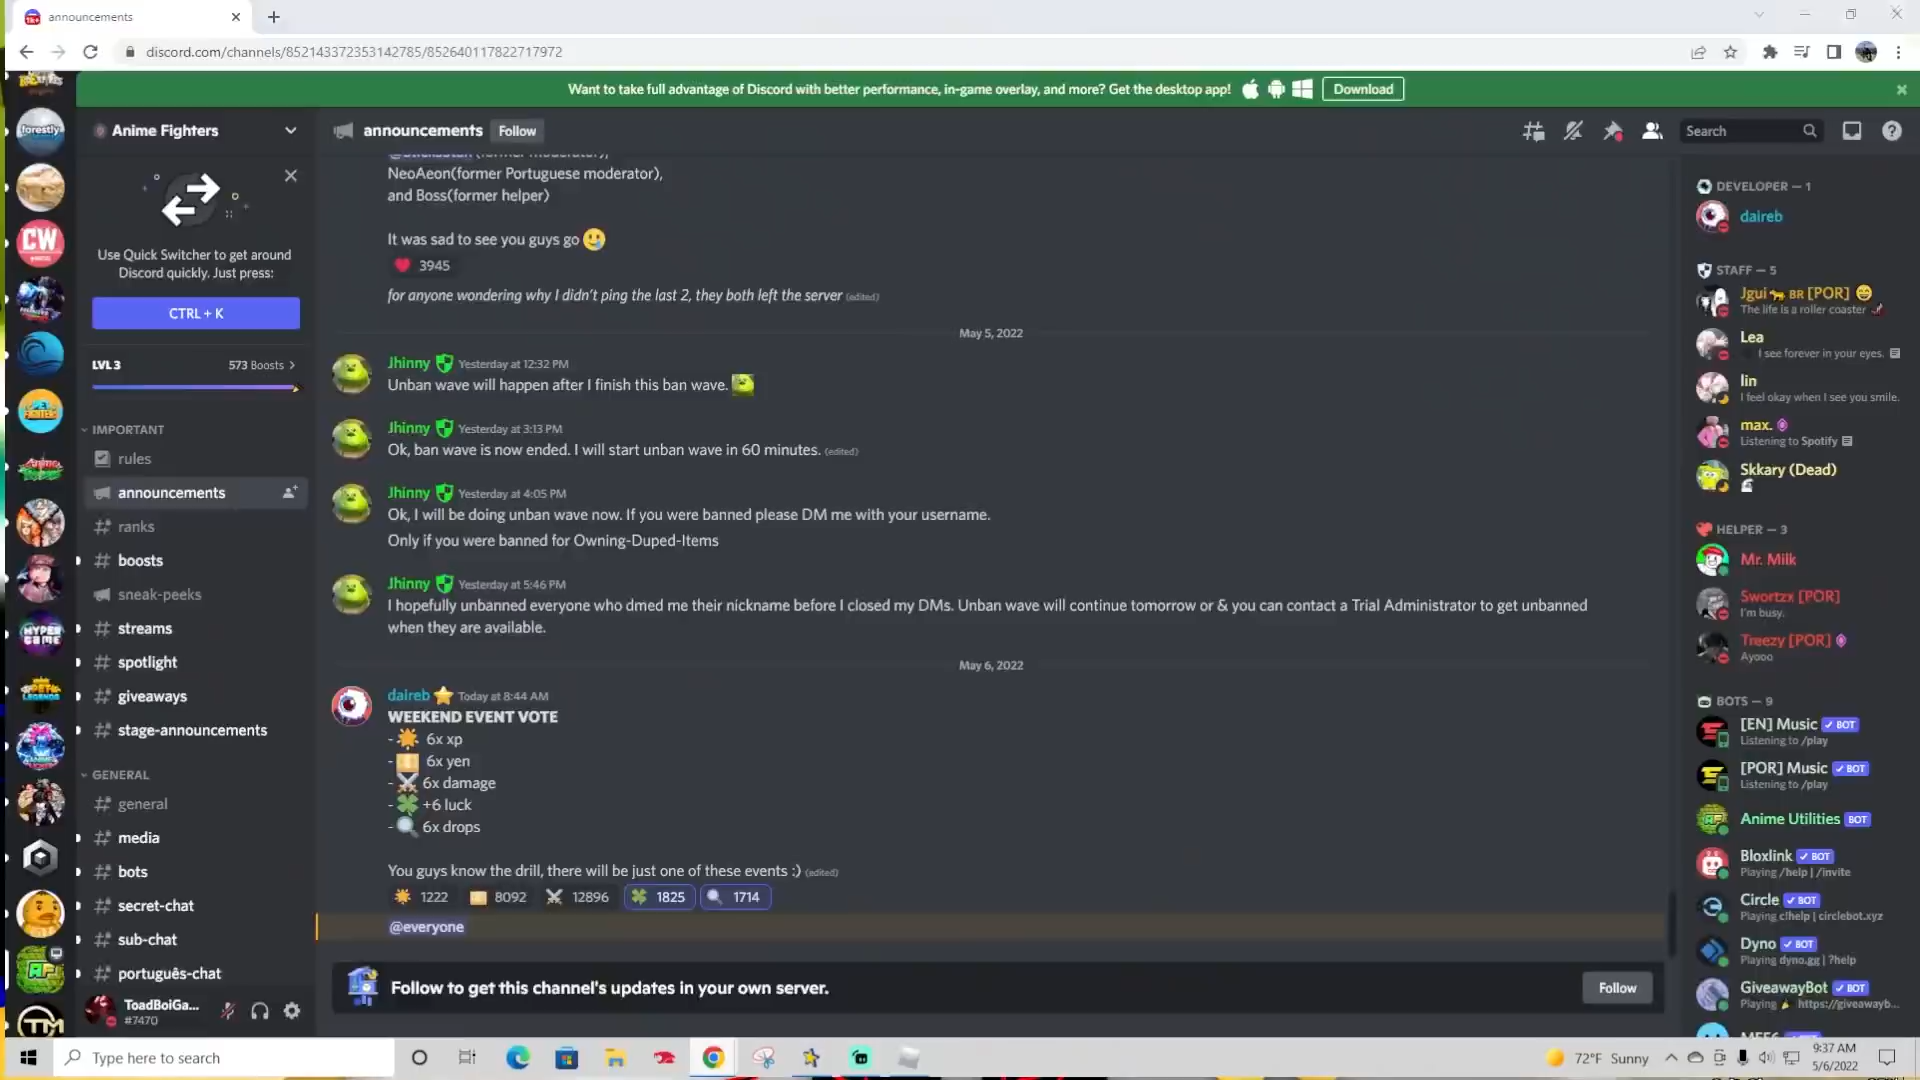 announcements
discord.com/channels/852143372353142785/852640117822717972
Want to take full advantage of Discord with better performance, in-game overlay, and more? Get the desktop app!
Download
Anime Fighters
announcements
Follow
Search
Use Quick Switcher to get around
Discord quickly. Just press:
CTRL + K
LVL 3
573 Boosts
IMPORTANT
rules
announcements
ranks
boosts
sneak-peeks
streams
spotlight
giveaways
stage-announcements
GENERAL
general
media
bots
secret-chat
sub-chat
português-chat
ToadBoiGa...
#7470
forestly
CW
HYPER
GAME
PET
LEGENDS
AF
TM
(former moderator),
NeoAeon(former Portuguese moderator),
and Boss(former helper)
It was sad to see you guys go
3945
for anyone wondering why I didn't ping the last 2, they both left the server (edited)
May 5, 2022
Jhinny Yesterday at 12:32 PM
Unban wave will happen after I finish this ban wave.
Jhinny Yesterday at 3:13 PM
Ok, ban wave is now ended. I will start unban wave in 60 minutes. (edited)
Jhinny Yesterday at 4:05 PM
Ok, I will be doing unban wave now. If you were banned please DM me with your username.
Only if you were banned for Owning-Duped-Items
Jhinny Yesterday at 5:46 PM
I hopefully unbanned everyone who dmed me their nickname before I closed my DMs. Unban wave will continue tomorrow or & you can contact a Trial Administrator to get unbanned
when they are available.
May 6, 2022
daireb Today at 8:44 AM
WEEKEND EVENT VOTE
- 6x xp
- 6x yen
- 6x damage
- +6 luck
- 6x drops
You guys know the drill, there will be just one of these events :) (edited)
1222 8092 12896 1825 1714
@everyone
Follow to get this channel's updates in your own server.
Follow
DEVELOPER — 1
daireb
STAFF — 5
Jgui BR [POR]
The life is a roller coaster
Lea
I see forever in your eyes.
lin
I feel okay when I see you smile.
max.
Listening to Spotify
Skkary (Dead)
HELPER — 3
Mr. Milk
Swortzx [POR]
I'm busy.
Treezy [POR]
Ayooo
BOTS — 9
[EN] Music BOT
Listening to /play
[POR] Music BOT
Listening to /play
Anime Utilities BOT
Bloxlink BOT
Playing /help | /invite
Circle BOT
Playing c!help | circlebot.xyz
Dyno BOT
Playing dyno.gg | ?help
GiveawayBot BOT
Playing https://giveawayb...
MEE6
Type here to search
72°F Sunny
9:37 AM
5/6/2022